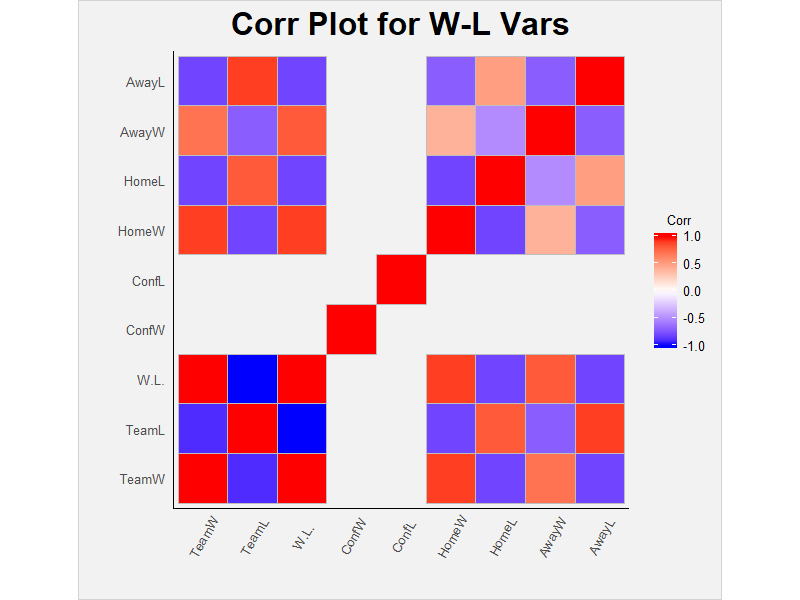 Corr Plot for W-L Vars
AwayL
AwayW
HomeL
HomeW
ConfL
ConfW
W.L.
TeamL
TeamW
TeamW
TeamL
W.L.
ConfW
ConfL
HomeW
HomeL
AwayW
AwayL
Corr
1.0
0.5
0.0
-0.5
-1.0